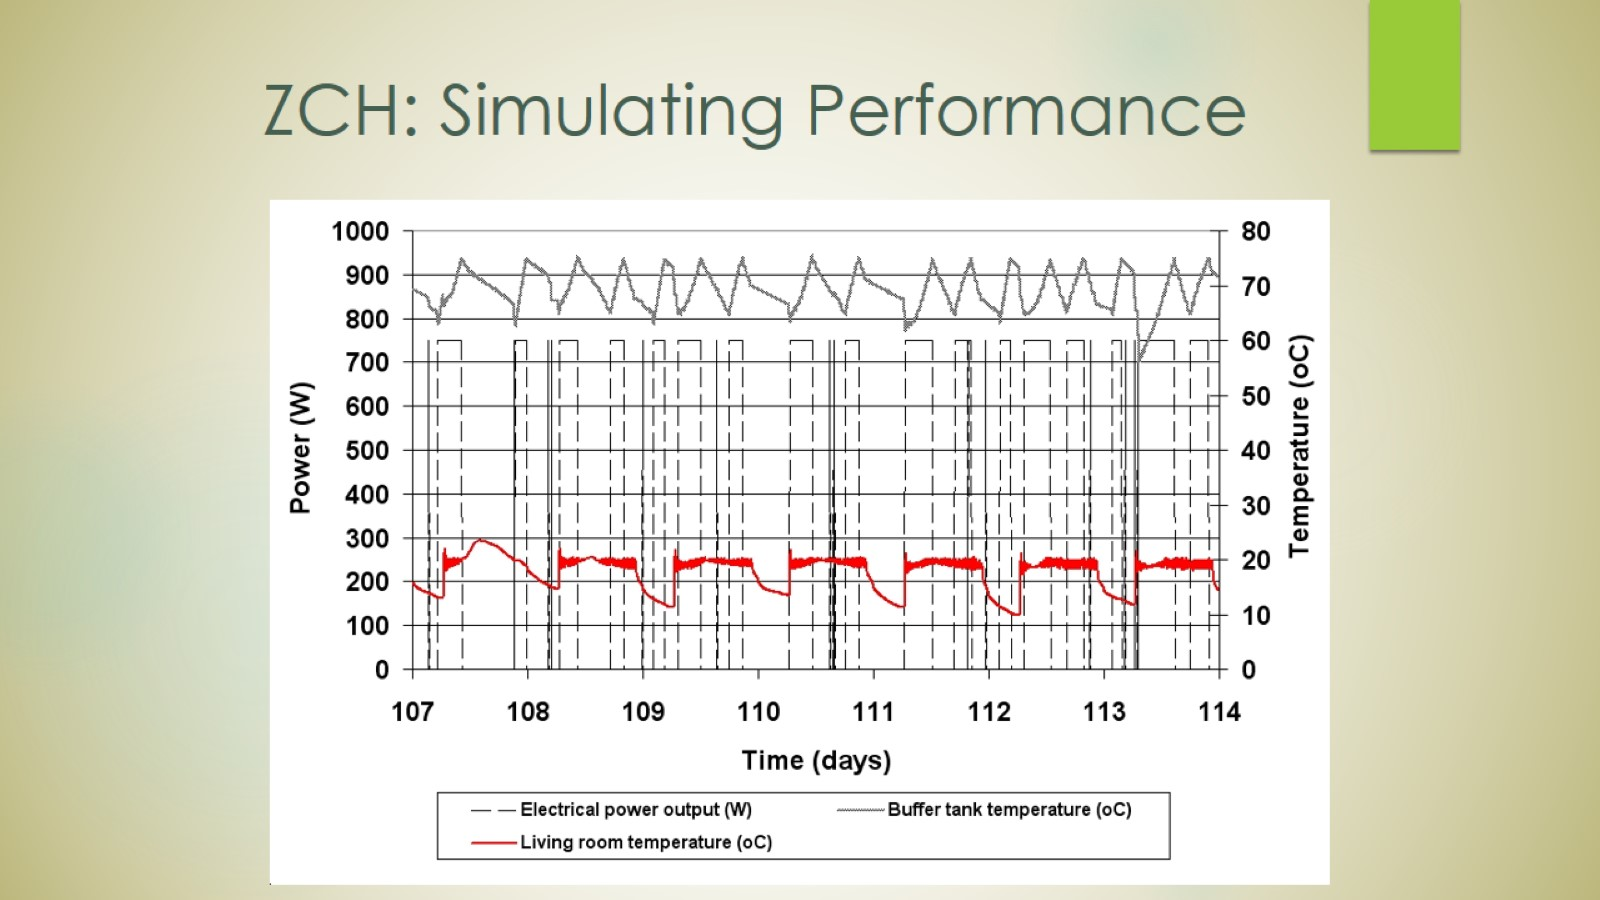 ZCH: Simulating Performance
1000
900
800
700
600
500
400
300
200
100
0
Power (W)
80
70
60
50
40
30
20
10
0
Temperature (oC)
107 108 109 110 111 112 113 114
Time (days)
Electrical power output (W) Buffer tank temperature (oC)
Living room temperature (oC)